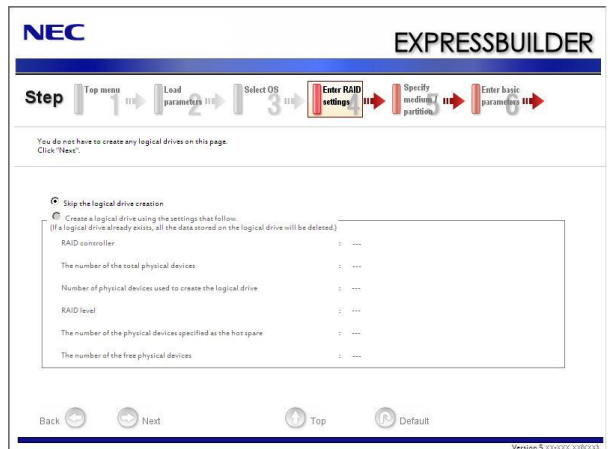 NEC
EXPRESSBUILDER
Step
Top menu 1
Load parameters 2
Select OS 3
Enter RAID settings 4
Specify medium / partition 5
Enter basic parameters 6
You do not have to create any logical drives on this page.
Click "Next".
Skip the logical drive creation
Create a logical drive using the settings that follow.
(If a logical drive already exists, all the data stored on the logical drive will be deleted.)
RAID controller : ---
The number of the total physical devices : ---
Number of physical devices used to create the logical drive : ---
RAID level : ---
The number of the physical devices specified as the hot spare : ---
The number of the free physical devices : ---
Back Next Top Default
Version 5.